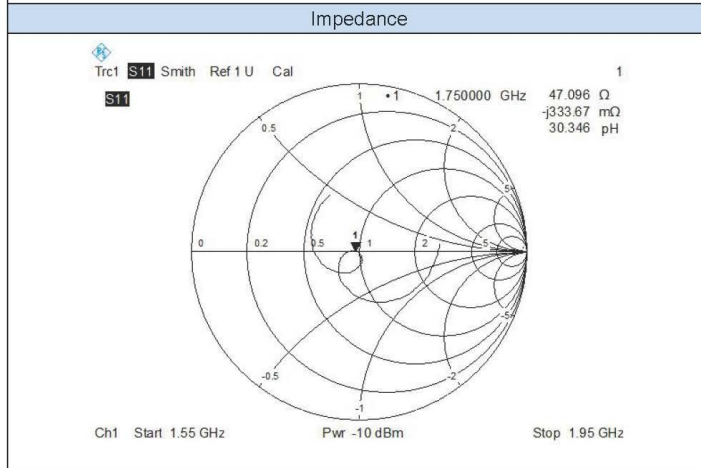 Impedance
Trc1 S11 Smith Ref 1 U Cal 1
S11
•1 1.750000 GHz 47.096 Ω
-j333.67 mΩ
30.346 pH
1
0.5 2
5
1
0 0.2 0.5 1 2 5
-5
-0.5 -2
-1
Ch1 Start 1.55 GHz Pwr -10 dBm Stop 1.95 GHz